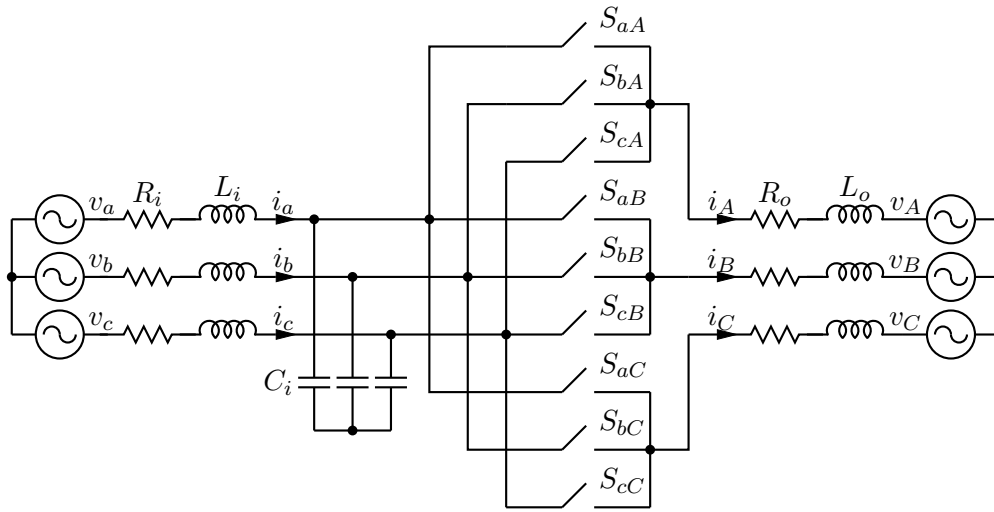 S_{aA}
S_{bA}
S_{cA}
v_a R_i L_i i_a S_{aB} i_A R_o L_o v_A
v_b i_b S_{bB} i_B v_B
v_c i_c S_{cB} i_C v_C
C_i S_{aC}
S_{bC}
S_{cC}